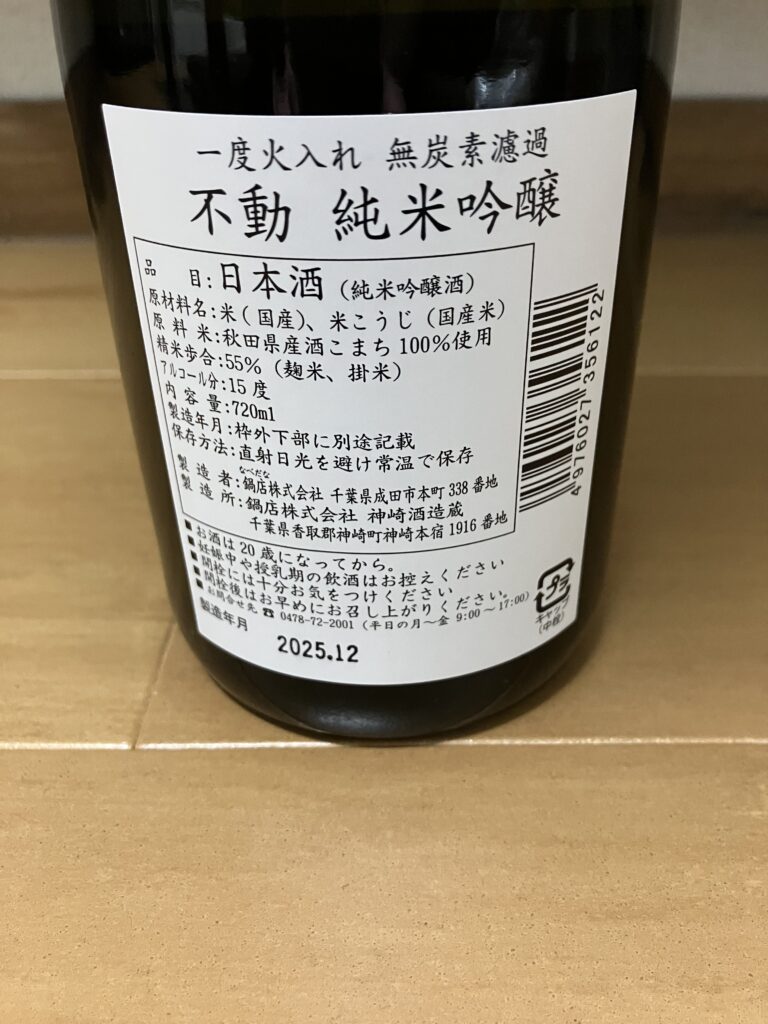 一度火入れ 無炭素濾過
不動 純米吟醸
品目:日本酒(純米吟醸酒)
原材料名:米(国産)、米こうじ(国産米)
原料米:秋田県産酒こまち100%使用
精米歩合:55%(麹米、掛米)
アルコール分:15度
内容量:720ml
製造年月:枠外下部に別途記載
保存方法:直射日光を避け常温で保存
なべだな
製造者:鍋店株式会社 千葉県成田市本町338番地
製造所:鍋店株式会社 神崎酒造蔵
千葉県香取郡神崎町神崎本宿1916番地
■お酒は20歳になってから。
■妊娠中や授乳期の飲酒はお控えください
■開栓には十分お気をつけください
■開栓後はお早めにお召し上がりください。
■お問合せ先 ☎0478-72-2001(平日の月～金 9:00～17:00)
製造年月 2025.12
4976027356122
プラ
キャップ
(中栓)